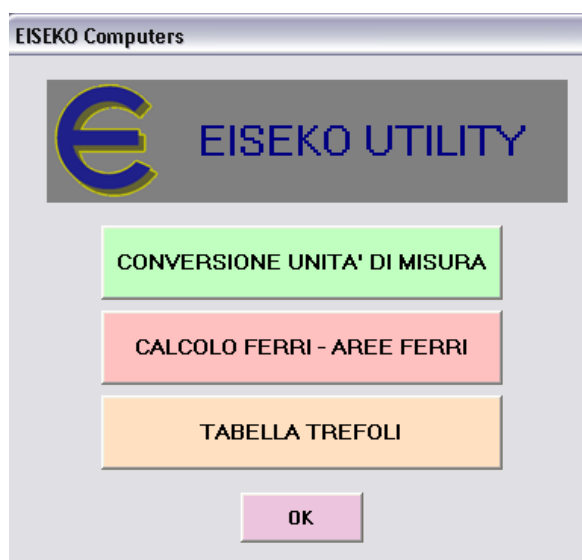 EISEKO Computers
EISEKO UTILITY
CONVERSIONE UNITA' DI MISURA
CALCOLO FERRI - AREE FERRI
TABELLA TREFOLI
OK